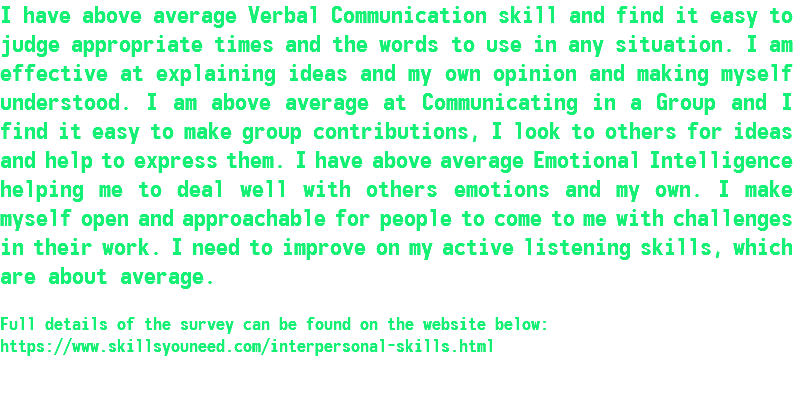 I have above average Verbal Communication skill and find it easy to
judge appropriate times and the words to use in any situation. I am
effective at explaining ideas and my own opinion and making myself
understood. I am above average at Communicating in a Group and I
find it easy to make group contributions, I look to others for ideas
and help to express them. I have above average Emotional Intelligence
helping me to deal well with others emotions and my own. I make
myself open and approachable for people to come to me with challenges
in their work. I need to improve on my active listening skills, which
are about average.
Full details of the survey can be found on the website below:
https://www.skillsyouneed.com/interpersonal-skills.html